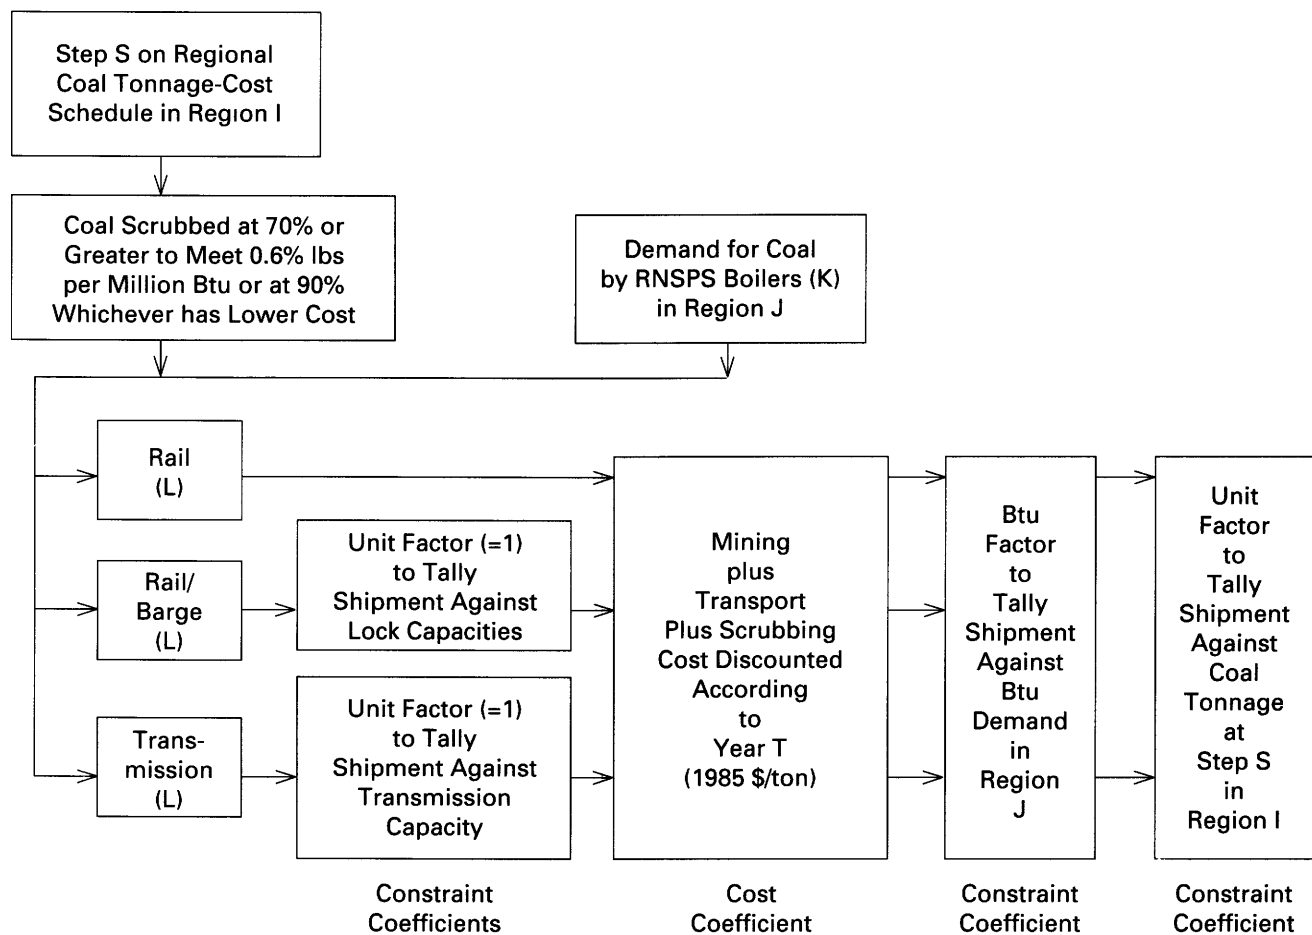 Step S on Regional
Coal Tonnage-Cost
Schedule in Region I
Coal Scrubbed at 70% or
Greater to Meet 0.6% lbs
per Million Btu or at 90%
Whichever has Lower Cost
Demand for Coal
by RNSPS Boilers (K)
in Region J
Rail
(L)
Rail/
Barge
(L)
Trans-
mission
(L)
Unit Factor (=1)
to Tally
Shipment Against
Lock Capacities
Unit Factor (=1)
to Tally
Shipment Against
Transmission
Capacity
Mining
plus
Transport
Plus Scrubbing
Cost Discounted
According
to
Year T
(1985 $/ton)
Btu
Factor
to
Tally
Shipment
Against
Btu
Demand
in
Region
J
Unit
Factor
to
Tally
Shipment
Against
Coal
Tonnage
at
Step S
in
Region I
Constraint
Coefficients
Cost
Coefficient
Constraint
Coefficient
Constraint
Coefficient